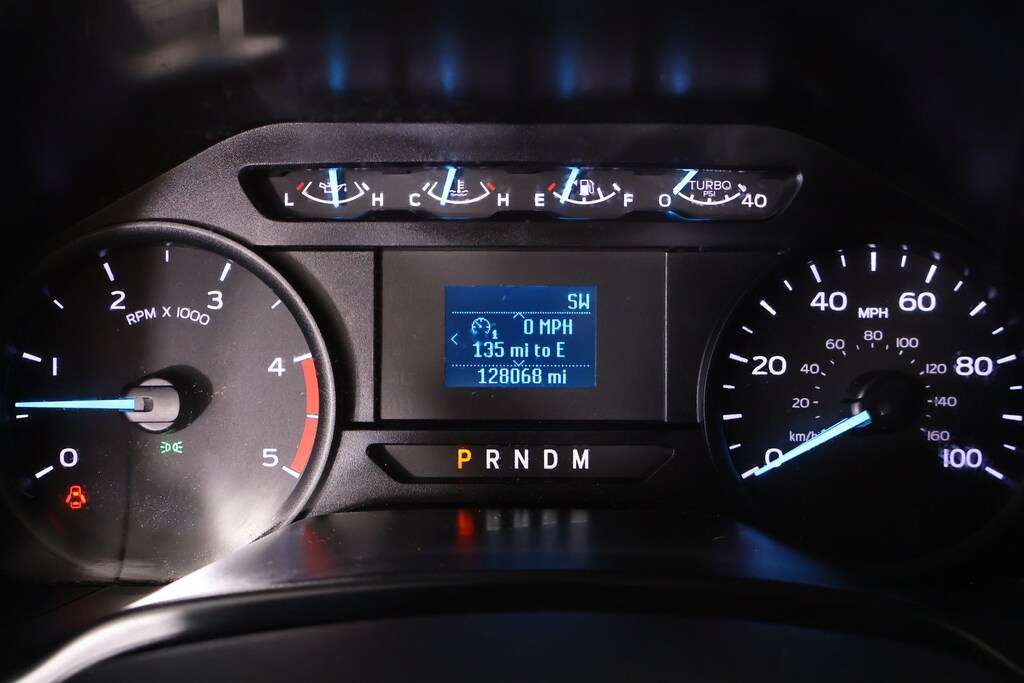 L H C H E F 0 TURBO PSI 40
SW
0 MPH
135 mi to E
128068 mi
P R N D M
0 1 2 3 4 5
RPM X 1000
0 20 40 60 80 100
MPH
20 40 60 80 100 120 140 160
km/h